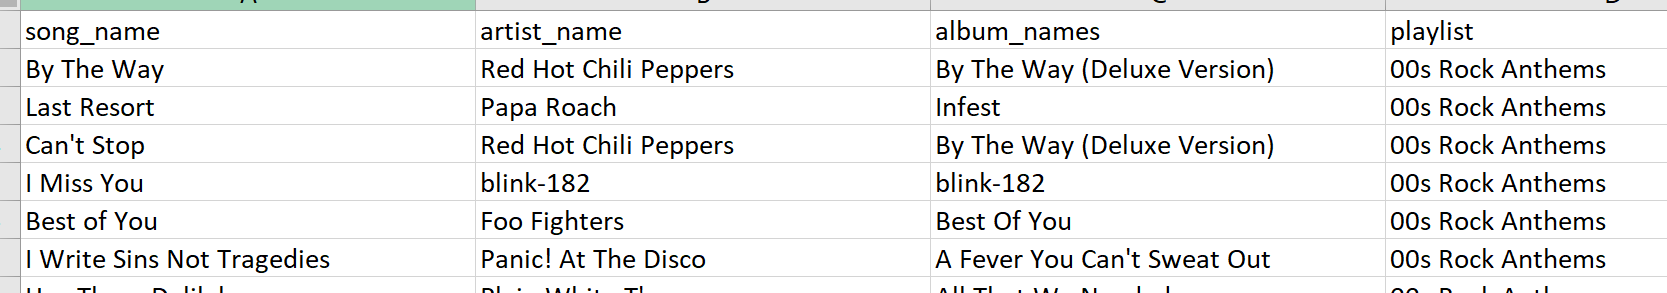 song_name artist_name album_names playlist
By The Way Red Hot Chili Peppers By The Way (Deluxe Version) 00s Rock Anthems
Last Resort Papa Roach Infest 00s Rock Anthems
Can't Stop Red Hot Chili Peppers By The Way (Deluxe Version) 00s Rock Anthems
I Miss You blink-182 blink-182 00s Rock Anthems
Best of You Foo Fighters Best Of You 00s Rock Anthems
I Write Sins Not Tragedies Panic! At The Disco A Fever You Can't Sweat Out 00s Rock Anthems